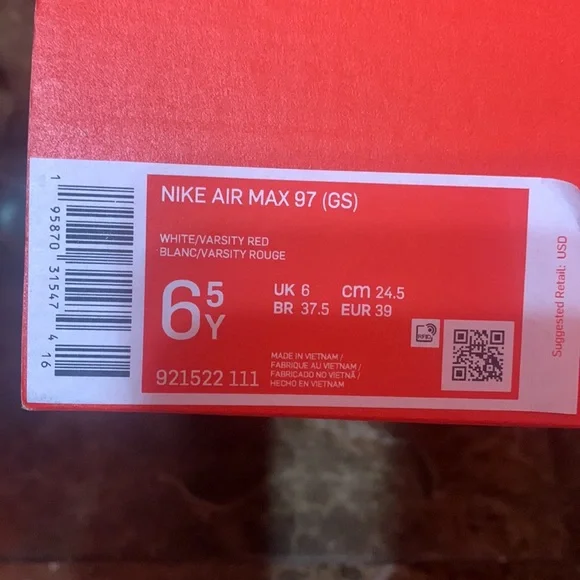 1 95870 31547 4 16
NIKE AIR MAX 97 (GS)
WHITE/VARSITY RED
BLANC/VARSITY ROUGE
6.5Y
UK 6 cm 24.5
BR 37.5 EUR 39
921522 111
MADE IN VIETNAM /
FABRIQUE AU VIETNAM /
FABRICADO NO VIETNÃ /
HECHO EN VIETNAM
RFID
Suggested Retail: USD